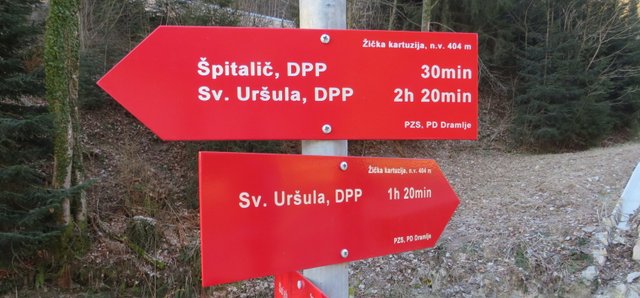 Žička kartuzija, n.v. 404 m
Špitalič, DPP 30min
Sv. Uršula, DPP 2h 20min
PZS, PD Dramlje
Žička kartuzija, n.v. 404 m
Sv. Uršula, DPP 1h 20min
PZS, PD Dramlje